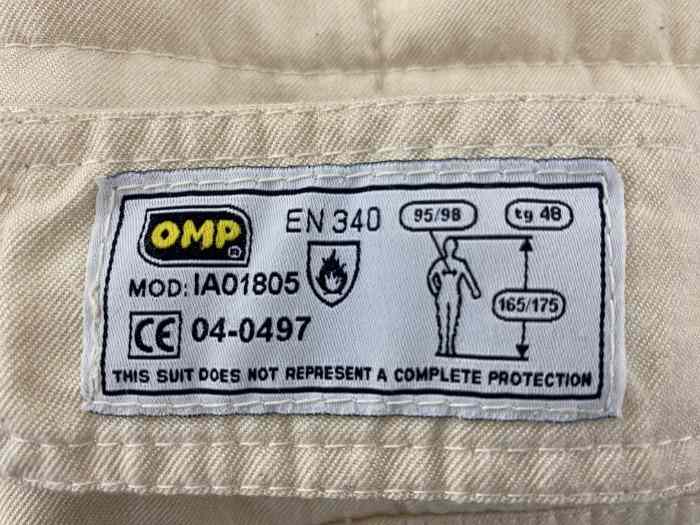 OMP
EN 340
95/98
tg 48
MOD: IA01805
165/175
CE 04-0497
THIS SUIT DOES NOT REPRESENT A COMPLETE PROTECTION